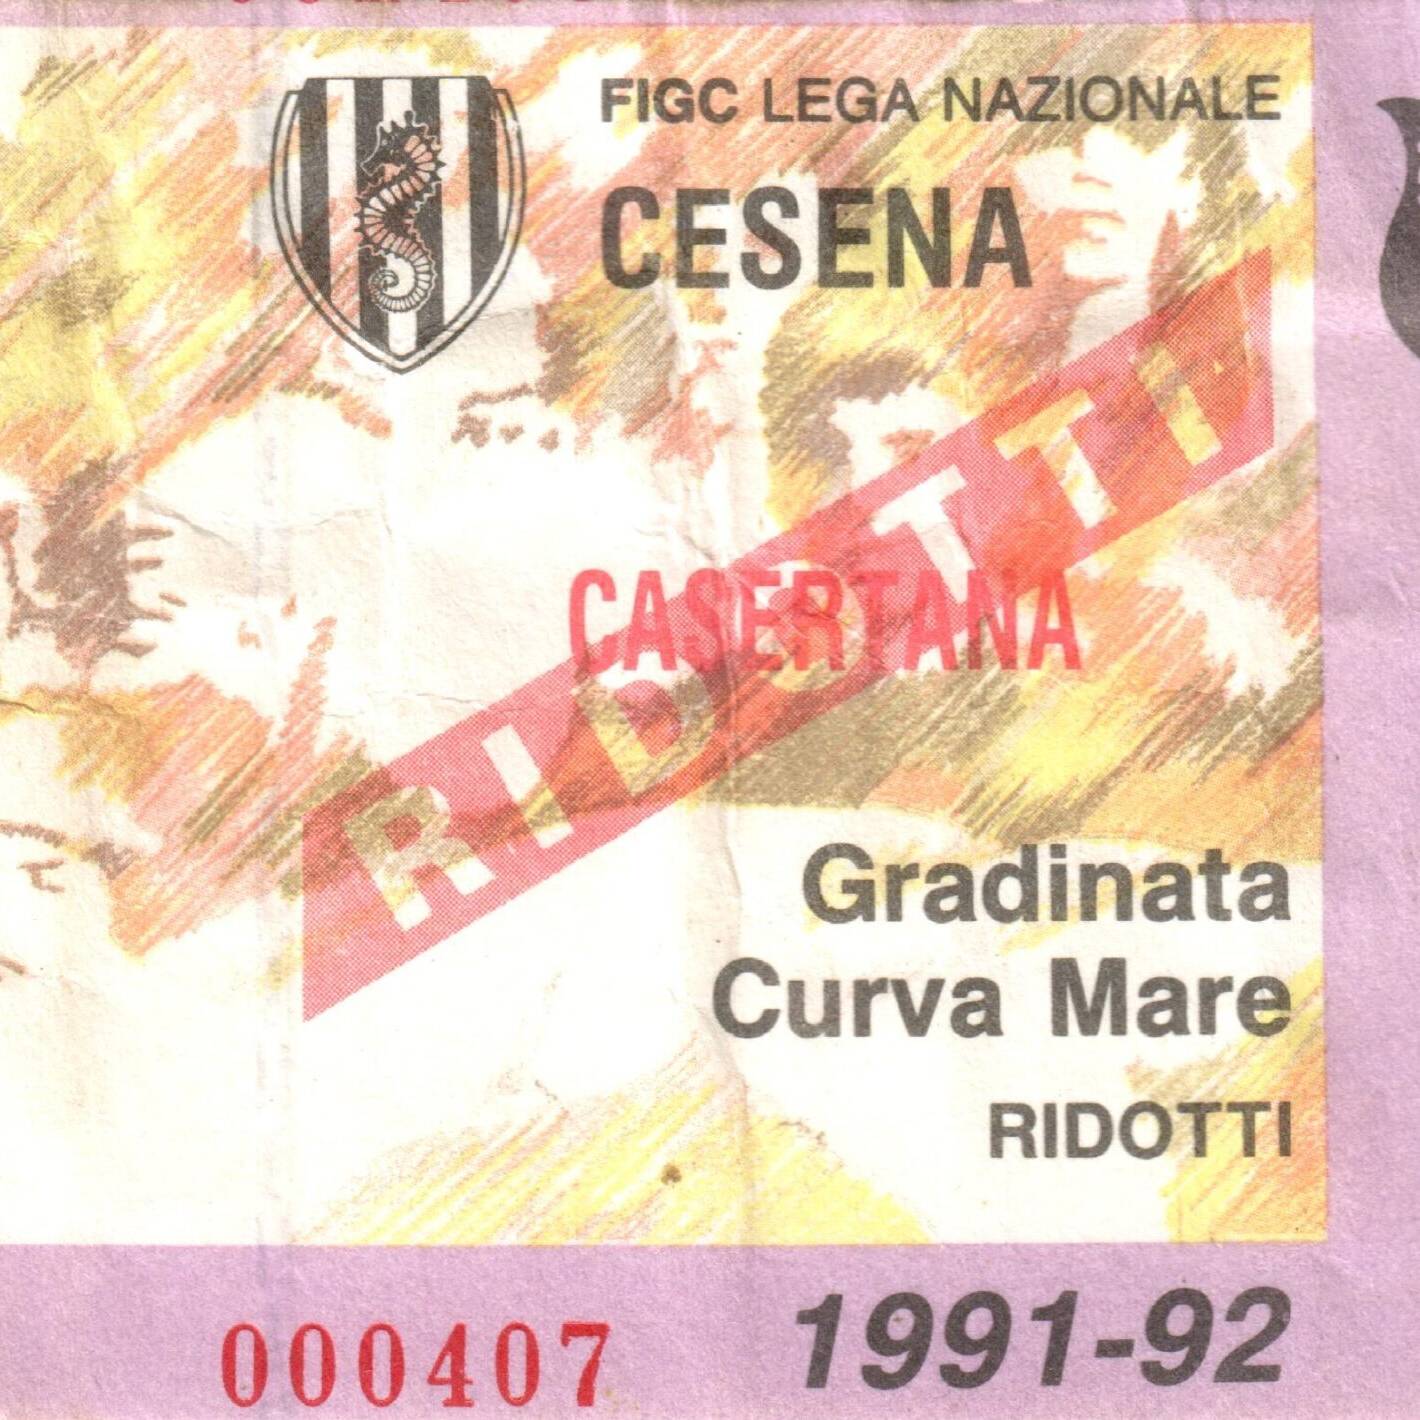 FIGC LEGA NAZIONALE
CESENA
RIDOTTI
CASERTANA
Gradinata
Curva Mare
RIDOTTI
000407
1991-92